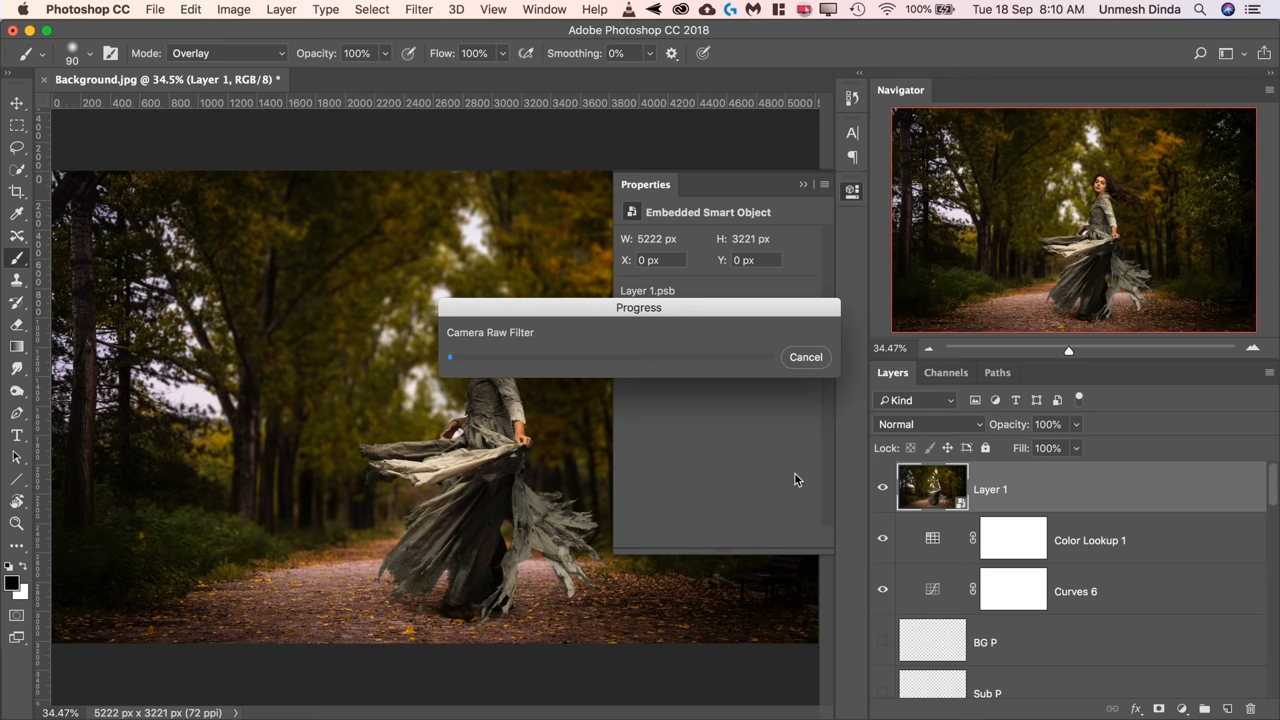 Photoshop CC File Edit Image Layer Type Select Filter 3D View Window Help 100% Tue 18 Sep 8:10 AM Unmesh Dinda
Adobe Photoshop CC 2018
90 Mode: Overlay Opacity: 100% Flow: 100% Smoothing: 0%
Background.jpg @ 34.5% (Layer 1, RGB/8) *
0 200 400 600 800 1000 1200 1400 1600 1800 2000 2200 2400 2600 2800 3000 3200 3400 3600 3800 4000 4200 4400 4600 4800 5000
Navigator
Properties
Embedded Smart Object
W: 5222 px H: 3221 px
X: 0 px Y: 0 px
Layer 1.psb
Progress
Camera Raw Filter
Cancel
34.47%
Layers Channels Paths
Kind
Normal Opacity: 100%
Lock: Fill: 100%
Layer 1
Color Lookup 1
Curves 6
BG P
Sub P
34.47% 5222 px x 3221 px (72 ppi)